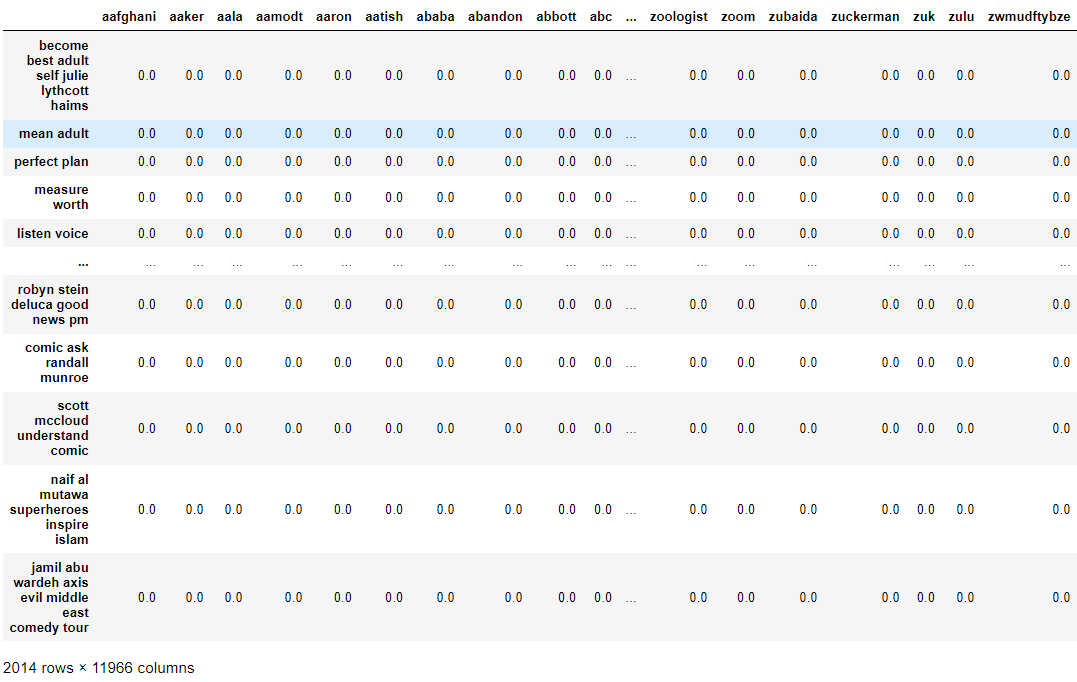 aafghani aaker aala aamodt aaron aatish ababa abandon abbott abc ... zoologist zoom zubaida zuckerman zuk zulu zwmudftybze
become
best adult
self julie 0.0 0.0 0.0 0.0 0.0 0.0 0.0 0.0 0.0 0.0 ... 0.0 0.0 0.0 0.0 0.0 0.0 0.0
lythcott
haims
mean adult 0.0 0.0 0.0 0.0 0.0 0.0 0.0 0.0 0.0 0.0 ... 0.0 0.0 0.0 0.0 0.0 0.0 0.0
perfect plan 0.0 0.0 0.0 0.0 0.0 0.0 0.0 0.0 0.0 0.0 ... 0.0 0.0 0.0 0.0 0.0 0.0 0.0
measure
worth 0.0 0.0 0.0 0.0 0.0 0.0 0.0 0.0 0.0 0.0 ... 0.0 0.0 0.0 0.0 0.0 0.0 0.0
listen voice 0.0 0.0 0.0 0.0 0.0 0.0 0.0 0.0 0.0 0.0 ... 0.0 0.0 0.0 0.0 0.0 0.0 0.0
... ... ... ... ... ... ... ... ... ... ... ... ... ... ... ... ... ... ...
robyn stein
deluca good 0.0 0.0 0.0 0.0 0.0 0.0 0.0 0.0 0.0 0.0 ... 0.0 0.0 0.0 0.0 0.0 0.0 0.0
news pm
comic ask
randall 0.0 0.0 0.0 0.0 0.0 0.0 0.0 0.0 0.0 0.0 ... 0.0 0.0 0.0 0.0 0.0 0.0 0.0
munroe
scott
mccloud 0.0 0.0 0.0 0.0 0.0 0.0 0.0 0.0 0.0 0.0 ... 0.0 0.0 0.0 0.0 0.0 0.0 0.0
understand
comic
naif al
mutawa
superheroes 0.0 0.0 0.0 0.0 0.0 0.0 0.0 0.0 0.0 0.0 ... 0.0 0.0 0.0 0.0 0.0 0.0 0.0
inspire
islam
jamil abu
wardeh axis
evil middle 0.0 0.0 0.0 0.0 0.0 0.0 0.0 0.0 0.0 0.0 ... 0.0 0.0 0.0 0.0 0.0 0.0 0.0
east
comedy tour
2014 rows × 11966 columns